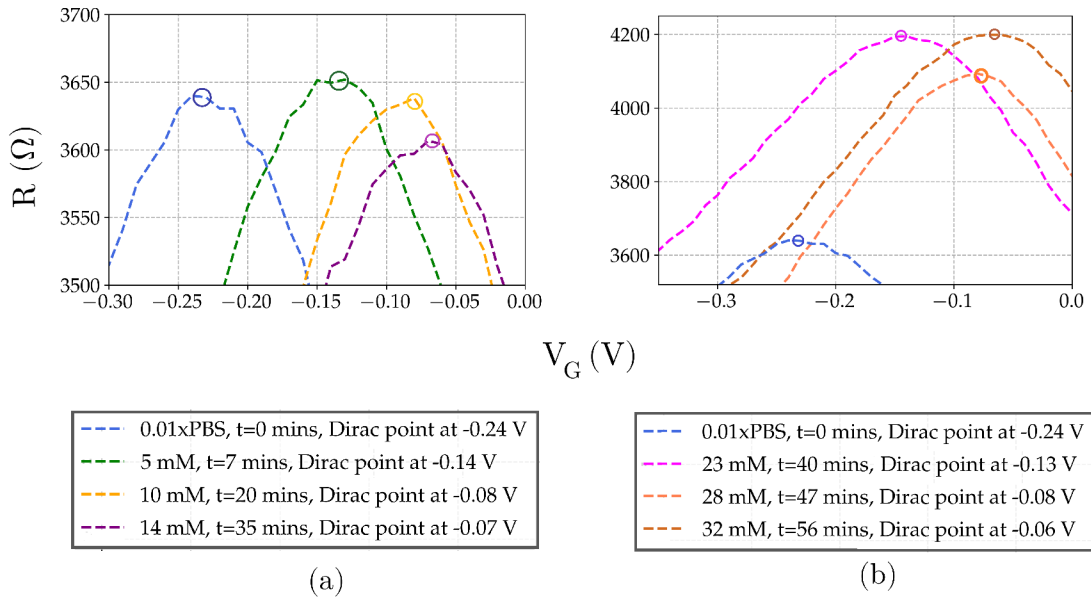 3700
3650
3600
3550
3500
R (Ω)
−0.30 −0.25 −0.20 −0.15 −0.10 −0.05 0.00
4200
4000
3800
3600
−0.3 −0.2 −0.1 0.0
V_G (V)
0.01xPBS, t=0 mins, Dirac point at -0.24 V
5 mM, t=7 mins, Dirac point at -0.14 V
10 mM, t=20 mins, Dirac point at -0.08 V
14 mM, t=35 mins, Dirac point at -0.07 V
(a)
0.01xPBS, t=0 mins, Dirac point at -0.24 V
23 mM, t=40 mins, Dirac point at -0.13 V
28 mM, t=47 mins, Dirac point at -0.08 V
32 mM, t=56 mins, Dirac point at -0.06 V
(b)